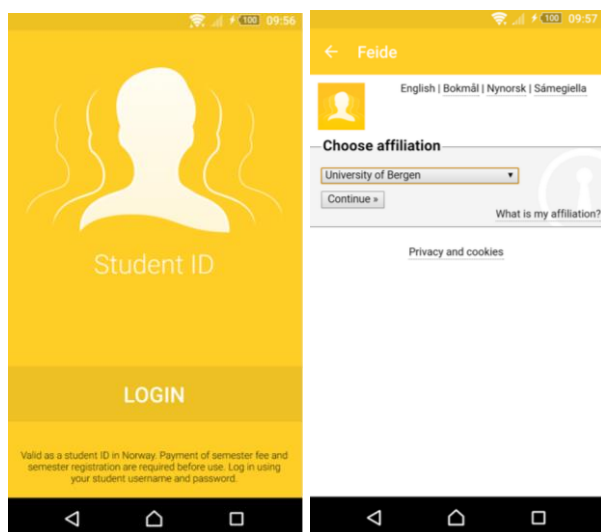 100 09:56
Student ID
LOGIN
Valid as a student ID in Norway. Payment of semester fee and
semester registration are required before use. Log in using
your student username and password.
100 09:57
Feide
English | Bokmål | Nynorsk | Sámegiella
Choose affiliation
University of Bergen
Continue »
What is my affiliation?
Privacy and cookies